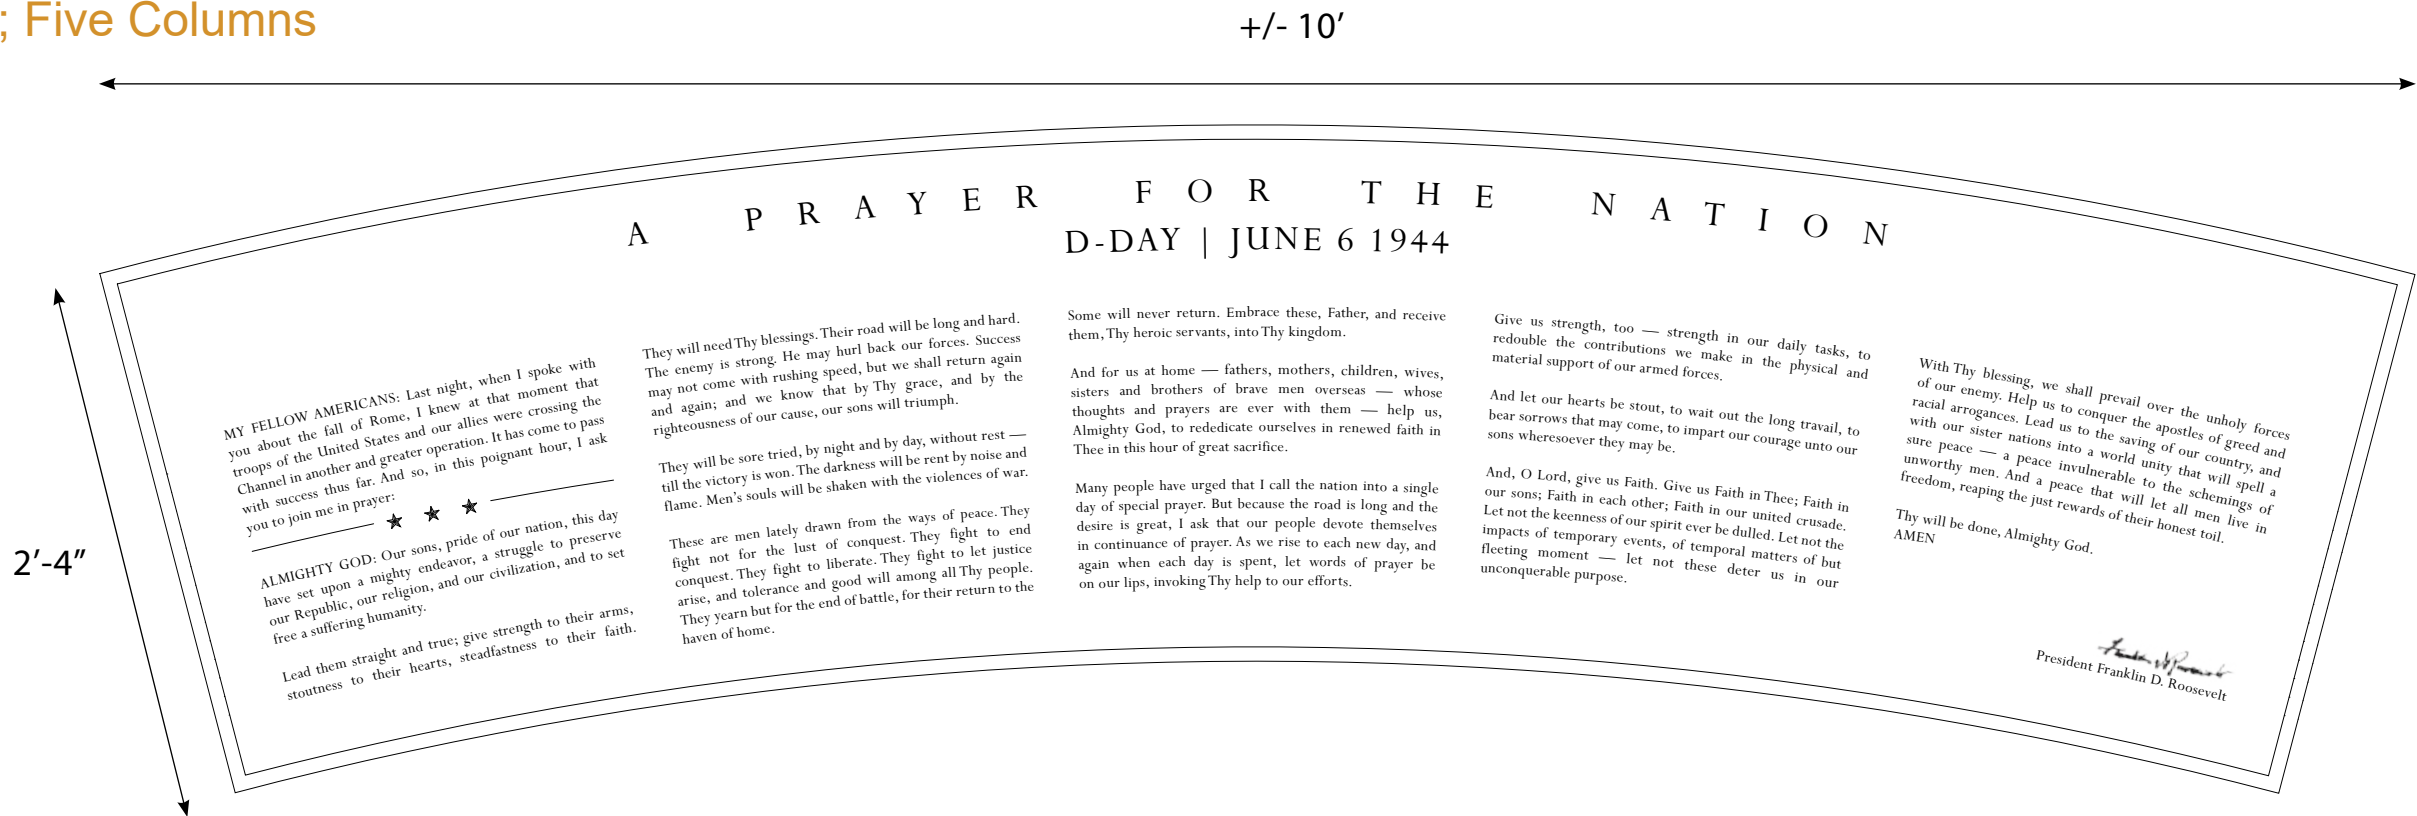 ; Five Columns
+/- 10’
2’-4”
A PRAYER FOR THE NATION
D-DAY | JUNE 6 1944
MY FELLOW AMERICANS: Last night, when I spoke with
you about the fall of Rome, I knew at that moment that
troops of the United States and our allies were crossing the
Channel in another and greater operation. It has come to pass
with success thus far. And so, in this poignant hour, I ask
you to join me in prayer:
ALMIGHTY GOD: Our sons, pride of our nation, this day
have set upon a mighty endeavor, a struggle to preserve
our Republic, our religion, and our civilization, and to set
free a suffering humanity.
Lead them straight and true; give strength to their arms,
stoutness to their hearts, steadfastness to their faith.
They will need Thy blessings. Their road will be long and hard.
The enemy is strong. He may hurl back our forces. Success
may not come with rushing speed, but we shall return again
and again; and we know that by Thy grace, and by the
righteousness of our cause, our sons will triumph.
They will be sore tried, by night and by day, without rest —
till the victory is won. The darkness will be rent by noise and
flame. Men’s souls will be shaken with the violences of war.
These are men lately drawn from the ways of peace. They
fight not for the lust of conquest. They fight to end
conquest. They fight to liberate. They fight to let justice
arise, and tolerance and good will among all Thy people.
They yearn but for the end of battle, for their return to the
haven of home.
Some will never return. Embrace these, Father, and receive
them, Thy heroic servants, into Thy kingdom.
And for us at home — fathers, mothers, children, wives,
sisters and brothers of brave men overseas — whose
thoughts and prayers are ever with them — help us,
Almighty God, to rededicate ourselves in renewed faith in
Thee in this hour of great sacrifice.
Many people have urged that I call the nation into a single
day of special prayer. But because the road is long and the
desire is great, I ask that our people devote themselves
in continuance of prayer. As we rise to each new day, and
again when each day is spent, let words of prayer be
on our lips, invoking Thy help to our efforts.
Give us strength, too — strength in our daily tasks, to
redouble the contributions we make in the physical and
material support of our armed forces.
And let our hearts be stout, to wait out the long travail, to
bear sorrows that may come, to impart our courage unto our
sons wheresoever they may be.
And, O Lord, give us Faith. Give us Faith in Thee; Faith in
our sons; Faith in each other; Faith in our united crusade.
Let not the keenness of our spirit ever be dulled. Let not the
impacts of temporary events, of temporal matters of but
fleeting moment — let not these deter us in our
unconquerable purpose.
With Thy blessing, we shall prevail over the unholy forces
of our enemy. Help us to conquer the apostles of greed and
racial arrogances. Lead us to the saving of our country, and
with our sister nations into a world unity that will spell a
sure peace — a peace invulnerable to the schemings of
unworthy men. And a peace that will let all men live in
freedom, reaping the just rewards of their honest toil.
Thy will be done, Almighty God.
AMEN
President Franklin D. Roosevelt